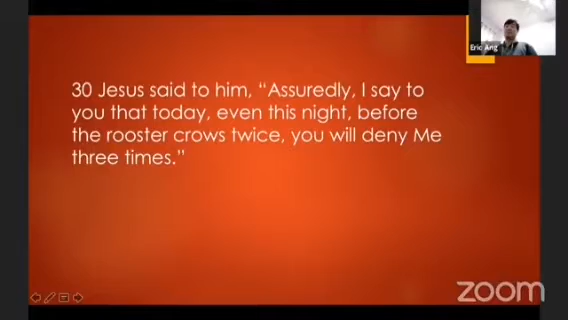 30 Jesus said to him, “Assuredly, I say to
you that today, even this night, before
the rooster crows twice, you will deny Me
three times.”
Eric Ang
zoom